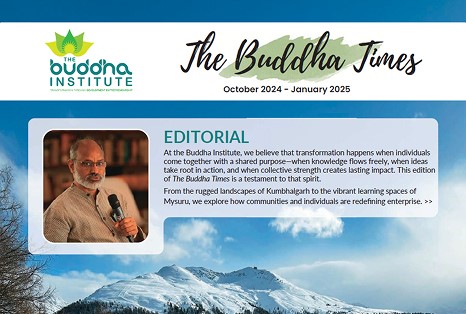 THE
buddha
INSTITUTE
The Buddha Times
October 2024 - January 2025
EDITORIAL
At the Buddha Institute, we believe that transformation happens when individuals
come together with a shared purpose—when knowledge flows freely, when ideas
take root in action, and when collective strength creates lasting impact. This edition
of The Buddha Times is a testament to that spirit.
From the rugged landscapes of Kumbhalgarh to the vibrant learning spaces of
Mysuru, we explore how communities and individuals are redefining enterprise. >>